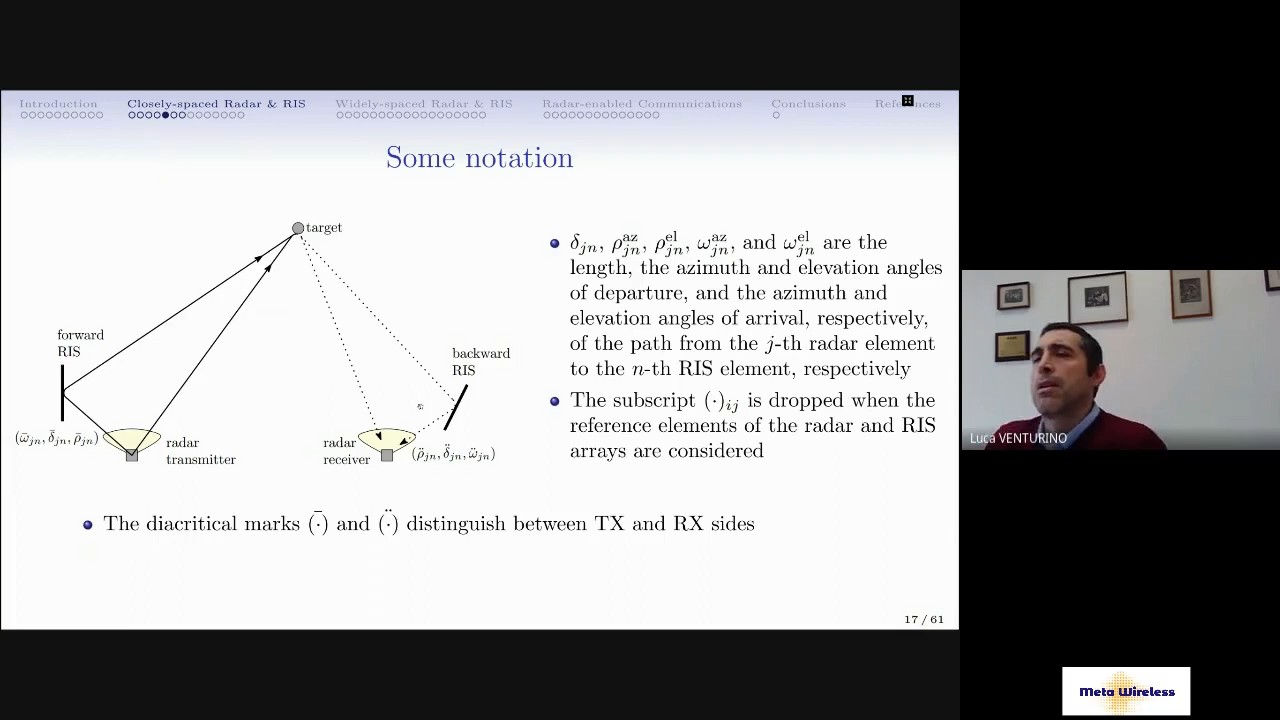 Introduction Closely-spaced Radar & RIS Widely-spaced Radar & RIS Radar-enabled Communications Conclusions
Some notation
target
forward
RIS
backward
RIS
(ω̄jn, δ̄jn, ρ̄jn)
radar
transmitter
radar
receiver
(ρ̈jn, δ̈jn, ω̈jn)
δjn, ρ^az_jn, ρ^el_jn, ω^az_jn, and ω^el_jn are the
length, the azimuth and elevation angles
of departure, and the azimuth and
elevation angles of arrival, respectively,
of the path from the j-th radar element
to the n-th RIS element, respectively
The subscript (·)ij is dropped when the
reference elements of the radar and RIS
arrays are considered
The diacritical marks (·̄) and (·̈) distinguish between TX and RX sides
17 / 61
Luca VENTURINO
Meta Wireless